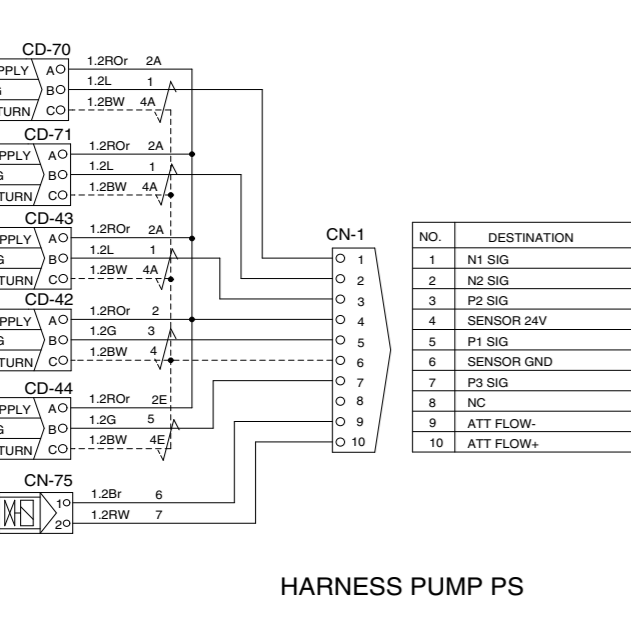 CD-70
PPLY A 1.2ROr 2A
G B 1.2L 1
TURN C 1.2BW 4A
CD-71
PPLY A 1.2ROr 2A
G B 1.2L 1
TURN C 1.2BW 4A
CD-43
PPLY A 1.2ROr 2A
G B 1.2L 1
TURN C 1.2BW 4A
CD-42
PPLY A 1.2ROr 2
G B 1.2G 3
TURN C 1.2BW 4
CD-44
PPLY A 1.2ROr 2E
G B 1.2G 5
TURN C 1.2BW 4E
CN-75
1 1.2Br 6
2 1.2RW 7
CN-1
1
2
3
4
5
6
7
8
9
10
NO. DESTINATION
1 N1 SIG
2 N2 SIG
3 P2 SIG
4 SENSOR 24V
5 P1 SIG
6 SENSOR GND
7 P3 SIG
8 NC
9 ATT FLOW-
10 ATT FLOW+
HARNESS PUMP PS